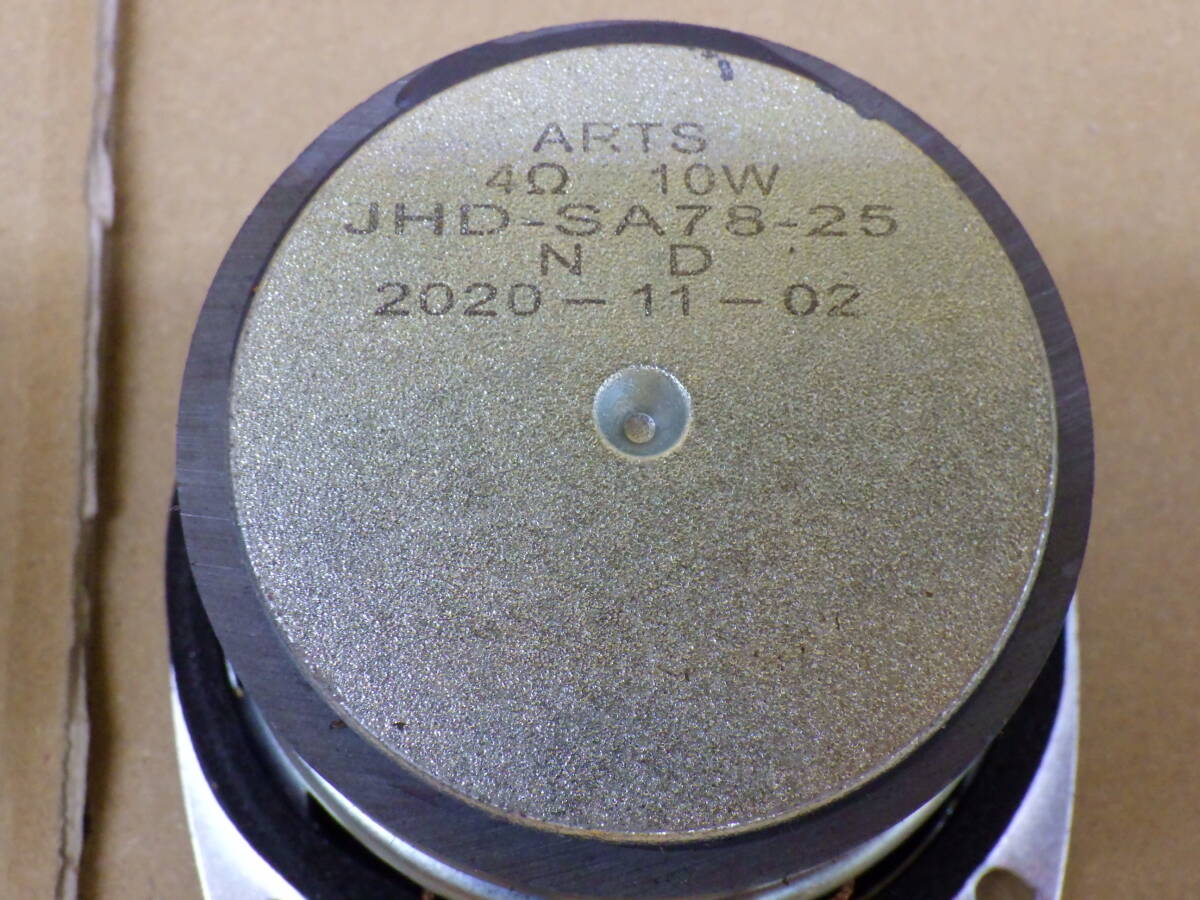 ARTS
4Ω 10W
JHD-SA78-25
N D
2020-11-02